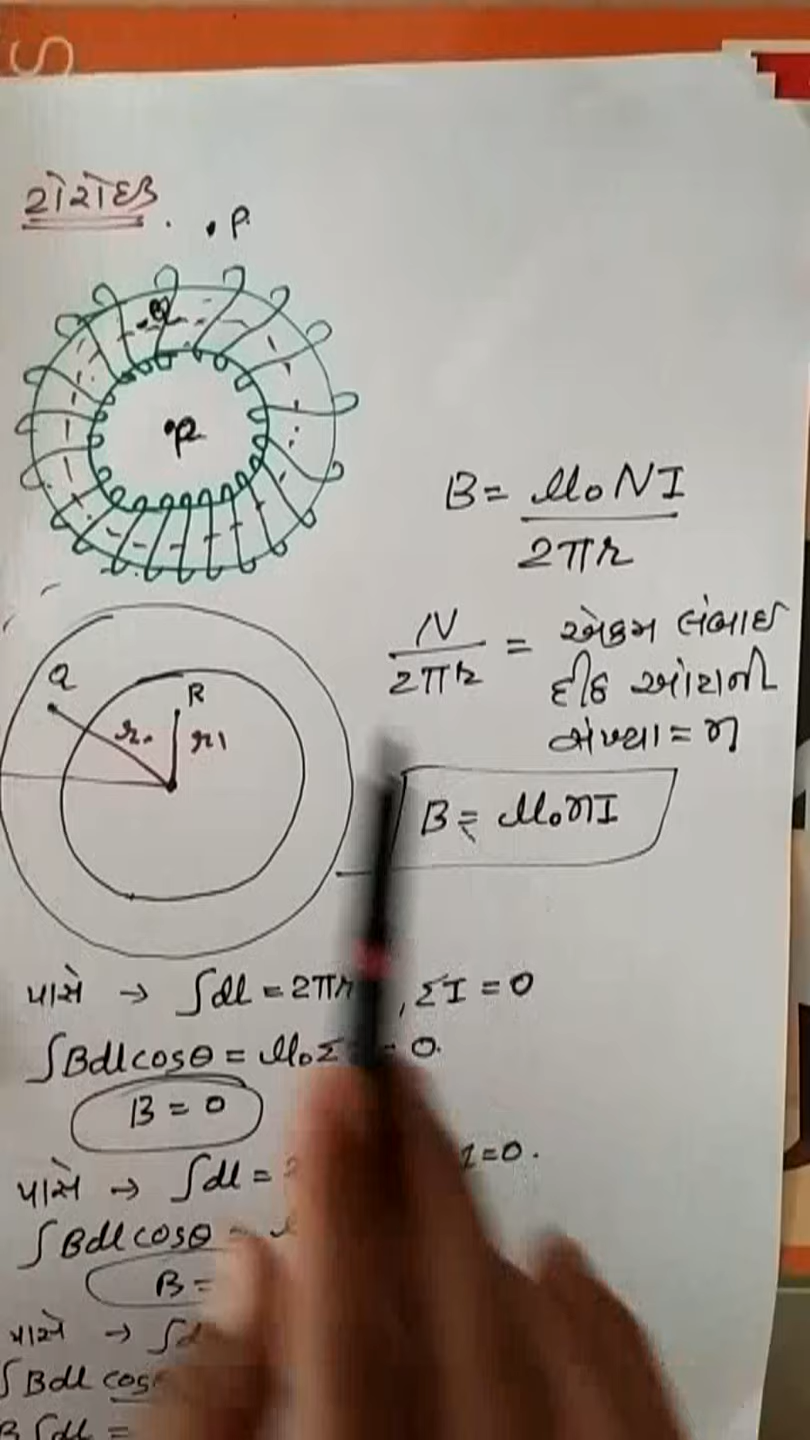 ટોરોઇડ
. P
Q
.R
B = μ₀NI / 2πr
N / 2πr = એકમ લંબાઈ
દીઠ આંટાની
સંખ્યા = n
Q
R
r₁
B = μ₀nI
પાસે → ∫dl = 2πr , ΣI = 0
∫Bdl cosθ = μ₀Σ 0.
B = 0
પાસે → ∫dl = =0.
∫Bdl cosθ
B =
પાસે →
∫Bdl cos
B∫dl =